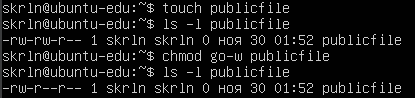 skrln@ubuntu-edu:~$ touch publicfile
skrln@ubuntu-edu:~$ ls -l publicfile
-rw-rw-r-- 1 skrln skrln 0 ноя 30 01:52 publicfile
skrln@ubuntu-edu:~$ chmod go-w publicfile
skrln@ubuntu-edu:~$ ls -l publicfile
-rw-r--r-- 1 skrln skrln 0 ноя 30 01:52 publicfile